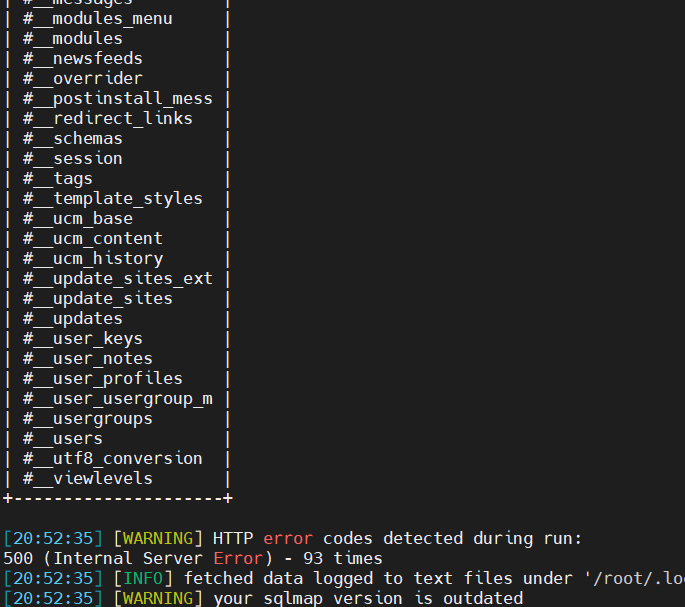 | #__messages |
| #__modules_menu |
| #__modules |
| #__newsfeeds |
| #__overrider |
| #__postinstall_mess |
| #__redirect_links |
| #__schemas |
| #__session |
| #__tags |
| #__template_styles |
| #__ucm_base |
| #__ucm_content |
| #__ucm_history |
| #__update_sites_ext |
| #__update_sites |
| #__updates |
| #__user_keys |
| #__user_notes |
| #__user_profiles |
| #__user_usergroup_m |
| #__usergroups |
| #__users |
| #__utf8_conversion |
| #__viewlevels |
+---------------------+
[20:52:35] [WARNING] HTTP error codes detected during run:
500 (Internal Server Error) - 93 times
[20:52:35] [INFO] fetched data logged to text files under '/root/.loc
[20:52:35] [WARNING] your sqlmap version is outdated